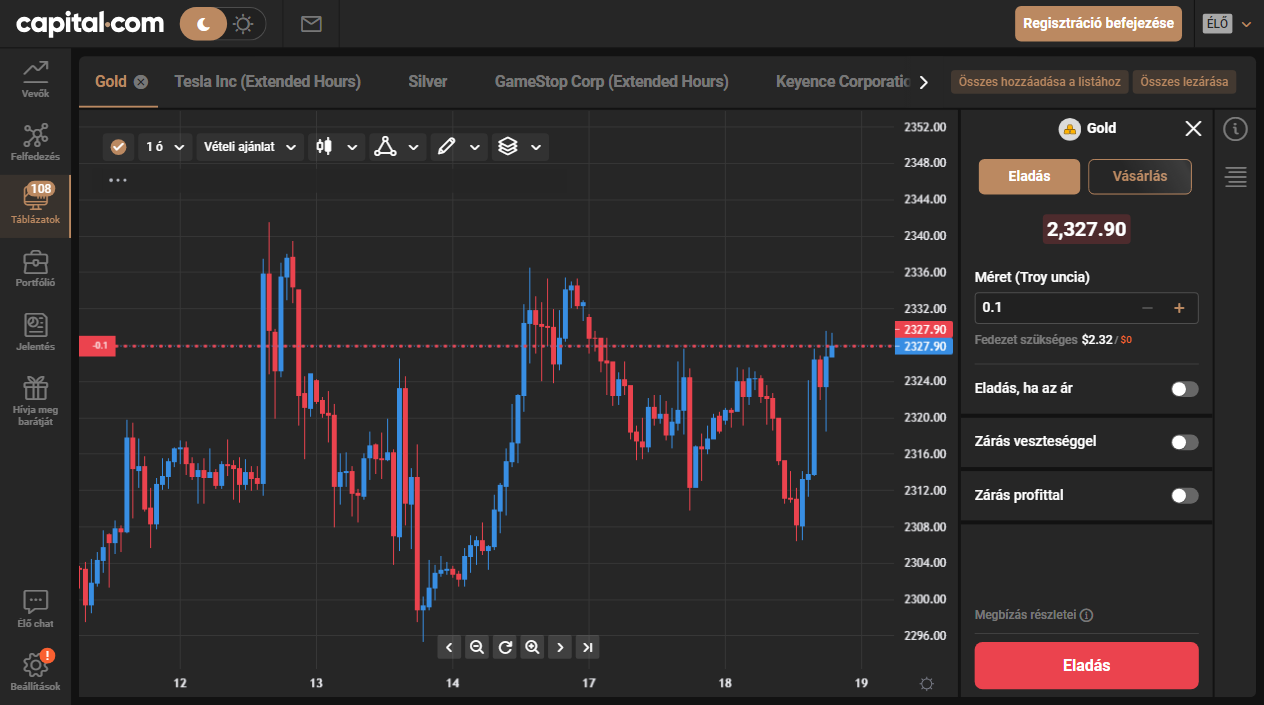 capital.com
Regisztráció befejezése
ÉLŐ
Vevők
Felfedezés
108
Táblázatok
Portfólió
Jelentés
Hívja meg
barátját
Élő chat
!
Beállítások
Gold
Tesla Inc (Extended Hours)
Silver
GameStop Corp (Extended Hours)
Keyence Corporatic
Összes hozzáadása a listához
Összes lezárása
1 ó
Vételi ajánlat
-0.1
2352.00
2348.00
2344.00
2340.00
2336.00
2332.00
2327.90
2327.90
2324.00
2320.00
2316.00
2312.00
2308.00
2304.00
2300.00
2296.00
12
13
14
17
18
19
Gold
Eladás
Vásárlás
2,327.90
Méret (Troy uncia)
0.1
Fedezet szükséges $2.32 / $0
Eladás, ha az ár
Zárás veszteséggel
Zárás profittal
Megbízás részletei
Eladás